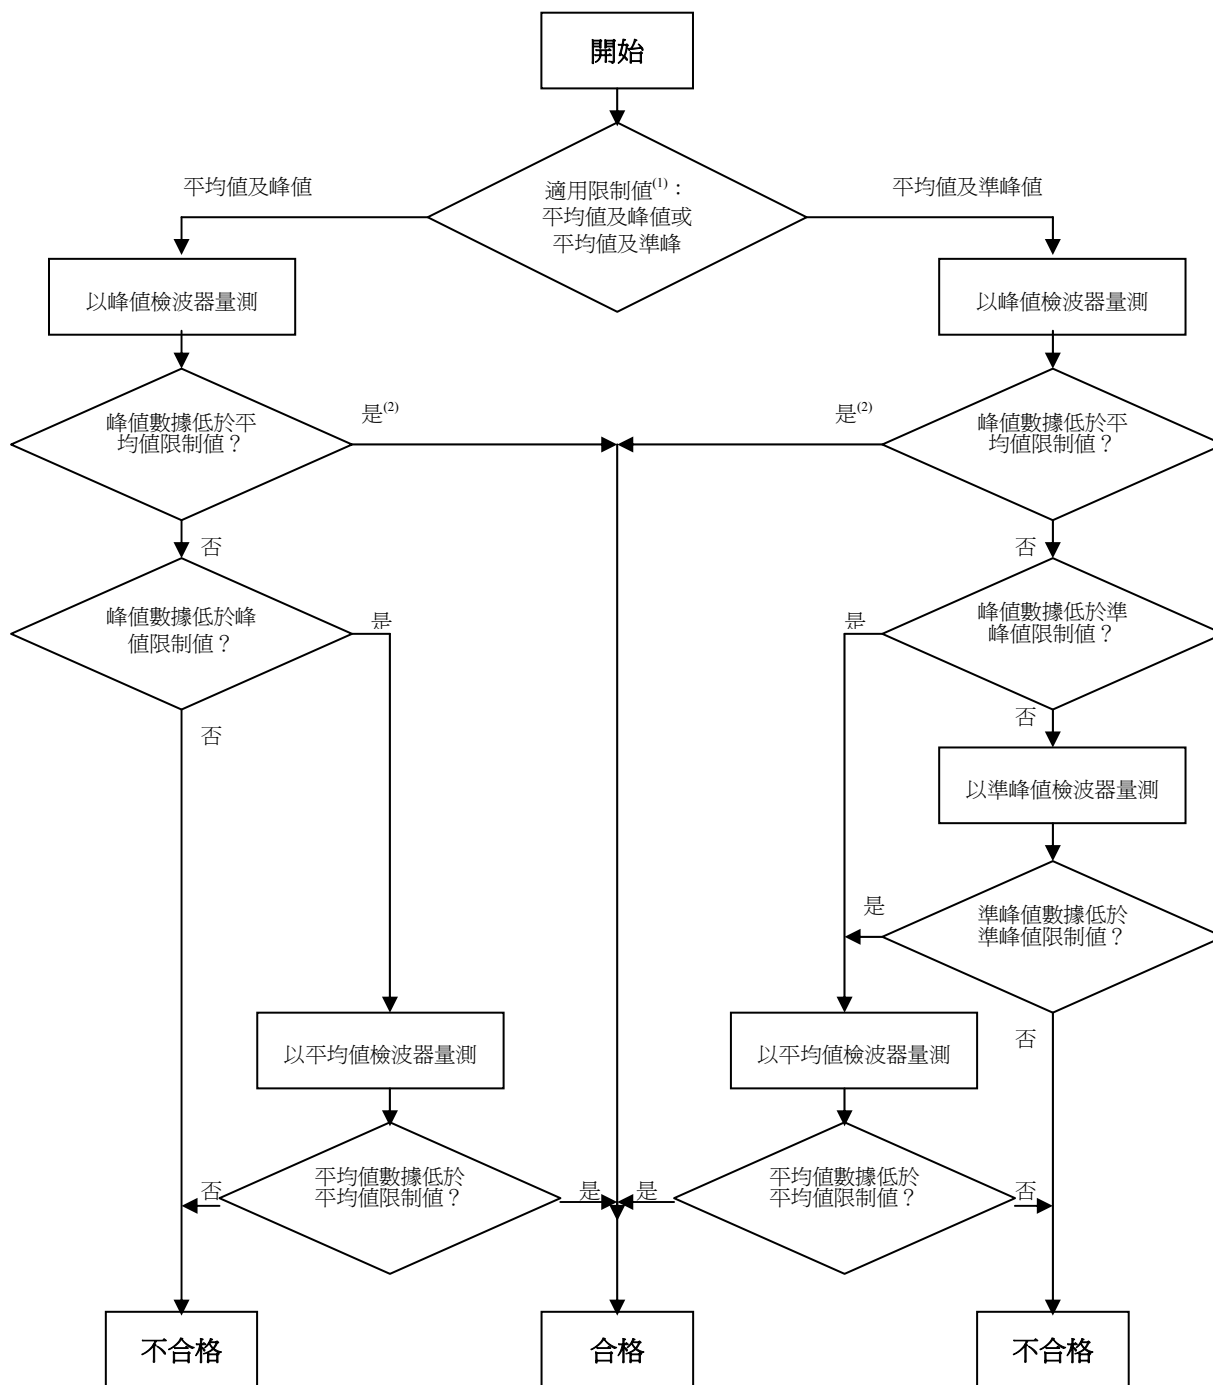 開始
平均值及峰值
適用限制值(1)：
平均值及峰值或
平均值及準峰
平均值及準峰值
以峰值檢波器量測
以峰值檢波器量測
峰值數據低於平
均值限制值？
是(2)
是(2)
峰值數據低於平
均值限制值？
否
否
峰值數據低於峰
值限制值？
是
是
峰值數據低於準
峰值限制值？
否
否
以準峰值檢波器量測
是
準峰值數據低於
準峰值限制值？
否
以平均值檢波器量測
以平均值檢波器量測
否
平均值數據低於
平均值限制值？
是
是
平均值數據低於
平均值限制值？
否
不合格
合格
不合格